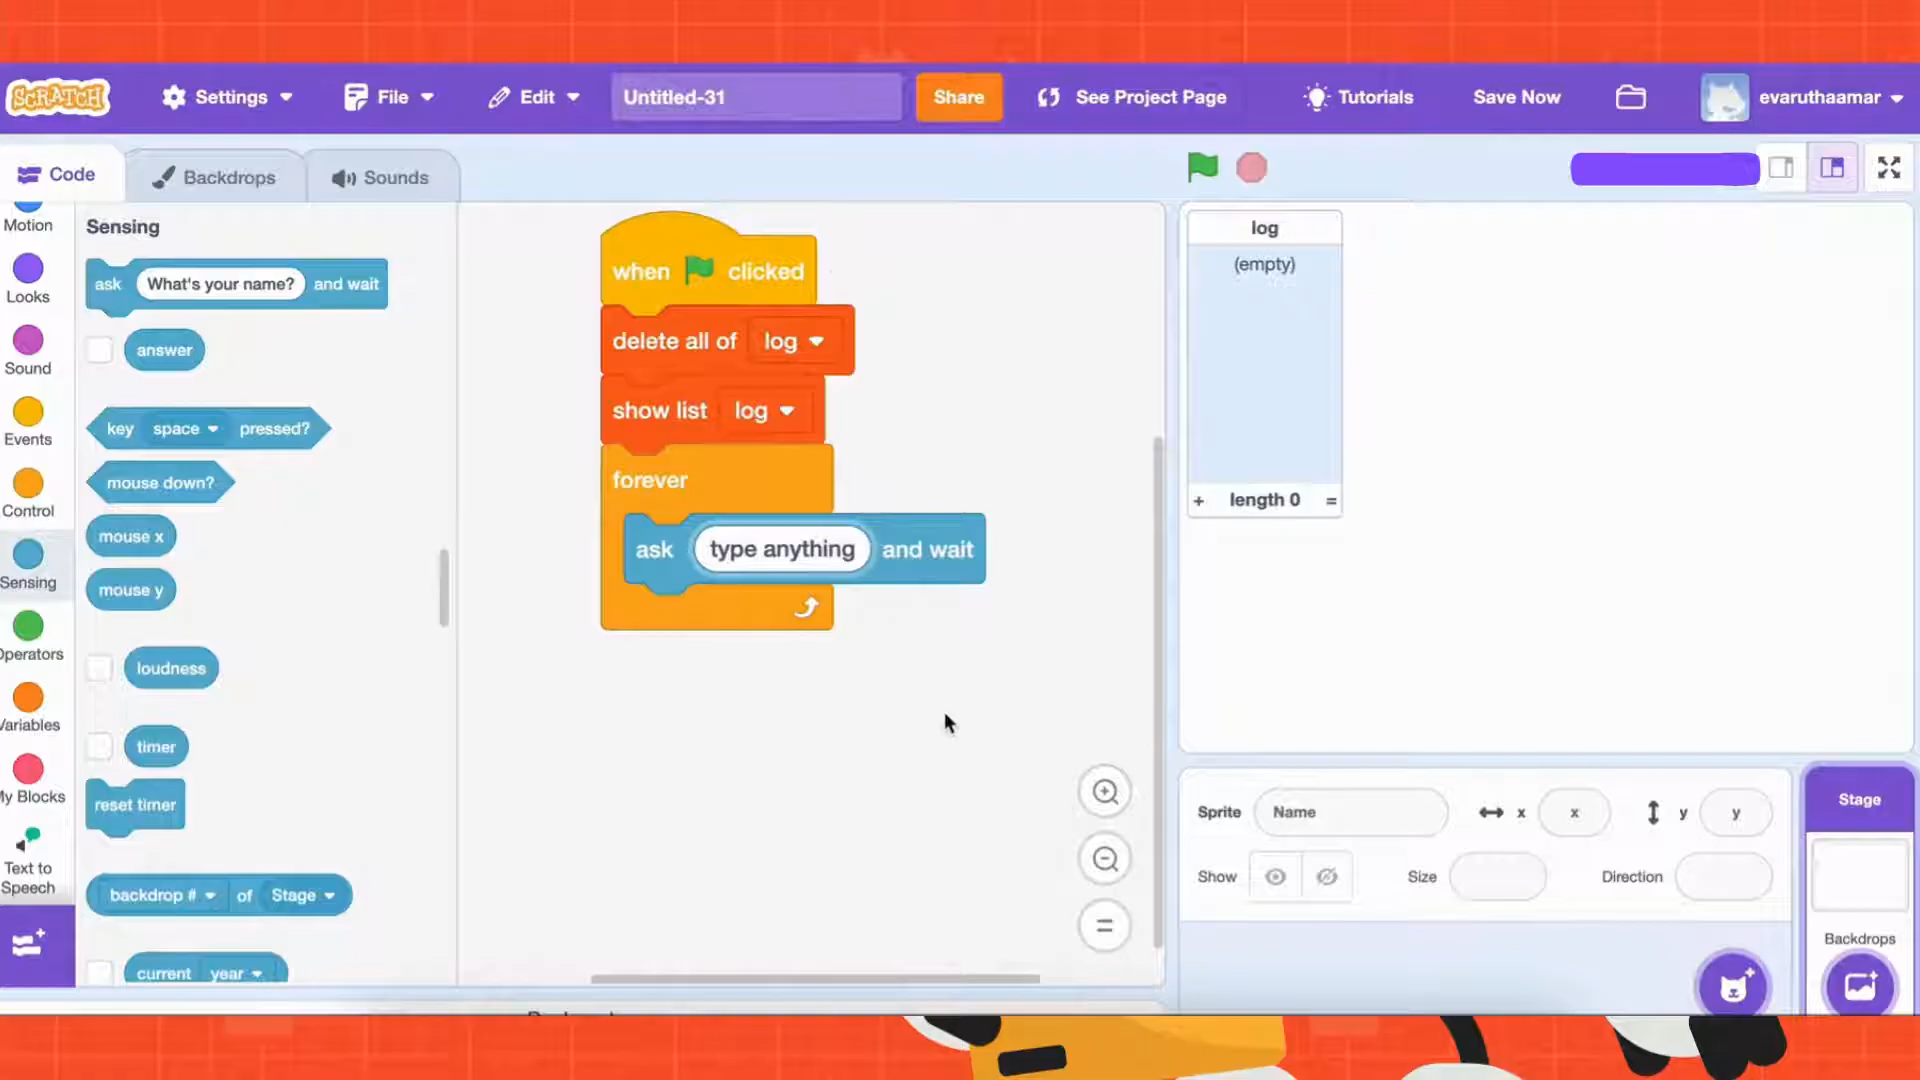 SCRATCH
Settings
File
Edit
Untitled-31
Share
See Project Page
Tutorials
Save Now
evaruthaamar
Code
Backdrops
Sounds
Motion
Looks
Sound
Events
Control
Sensing
Operators
Variables
My Blocks
Text to
Speech
Sensing
ask What's your name? and wait
answer
key space pressed?
mouse down?
mouse x
mouse y
loudness
timer
reset timer
backdrop # of Stage
current year
when clicked
delete all of log
show list log
forever
ask type anything and wait
log
(empty)
+ length 0 =
Sprite Name x x y y
Show Size Direction
Stage
Backdrops